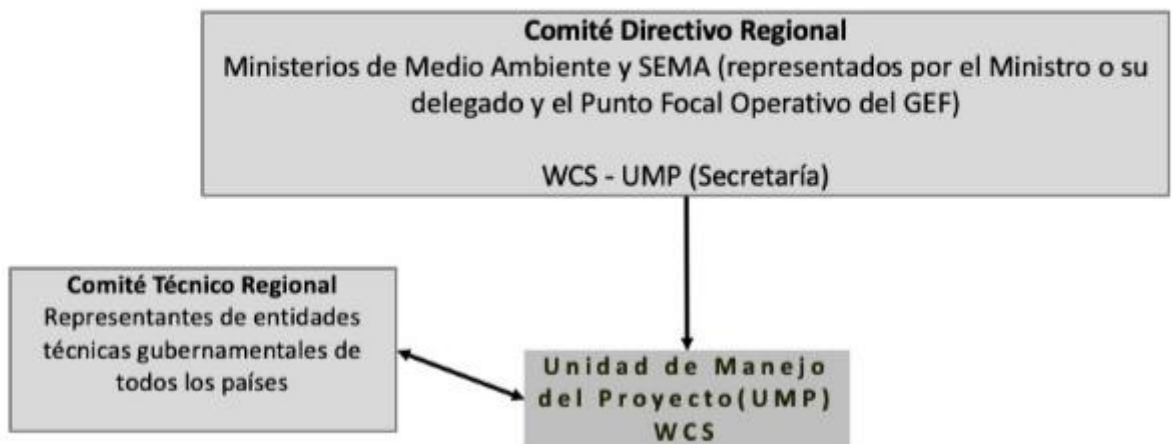 Comité Directivo Regional
Ministerios de Medio Ambiente y SEMA (representados por el Ministro o su
delegado y el Punto Focal Operativo del GEF)
WCS - UMP (Secretaría)
Comité Técnico Regional
Representantes de entidades
técnicas gubernamentales de
todos los países
Unidad de Manejo
del Proyecto(UMP)
WCS